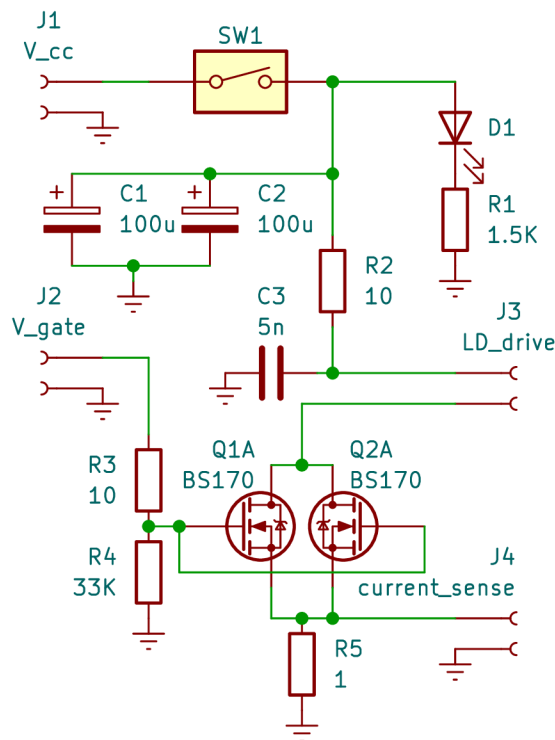 J1
V_cc
SW1
D1
+
C1
100u
+
C2
100u
R1
1.5K
R2
10
C3
5n
J2
V_gate
J3
LD_drive
Q1A
BS170
Q2A
BS170
R3
10
R4
33K
J4
current_sense
R5
1